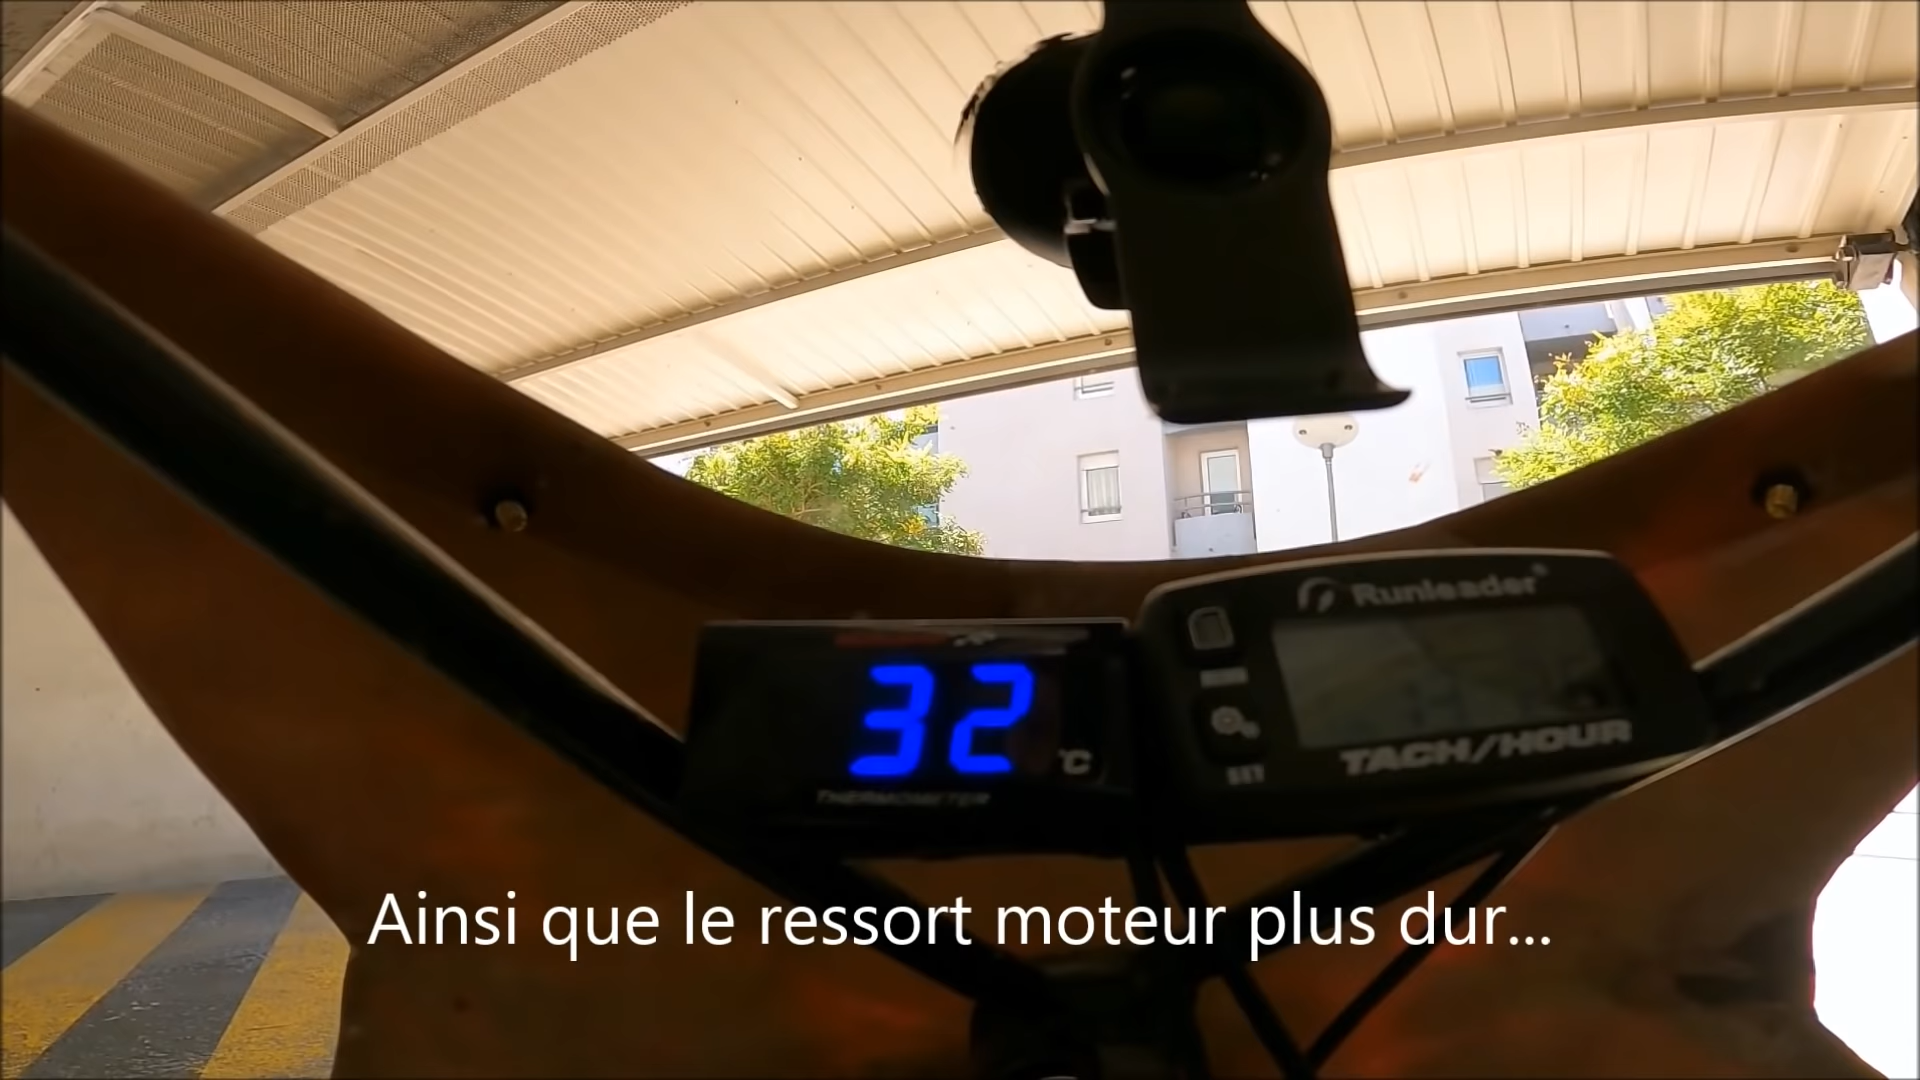 Runleader
32
°C
THERMOMETER
SET
TACH/HOUR
Ainsi que le ressort moteur plus dur...